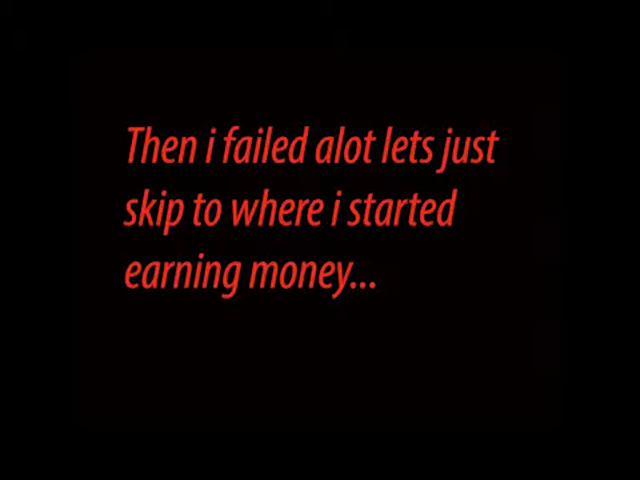 Then i failed alot lets just
skip to where i started
earning money...